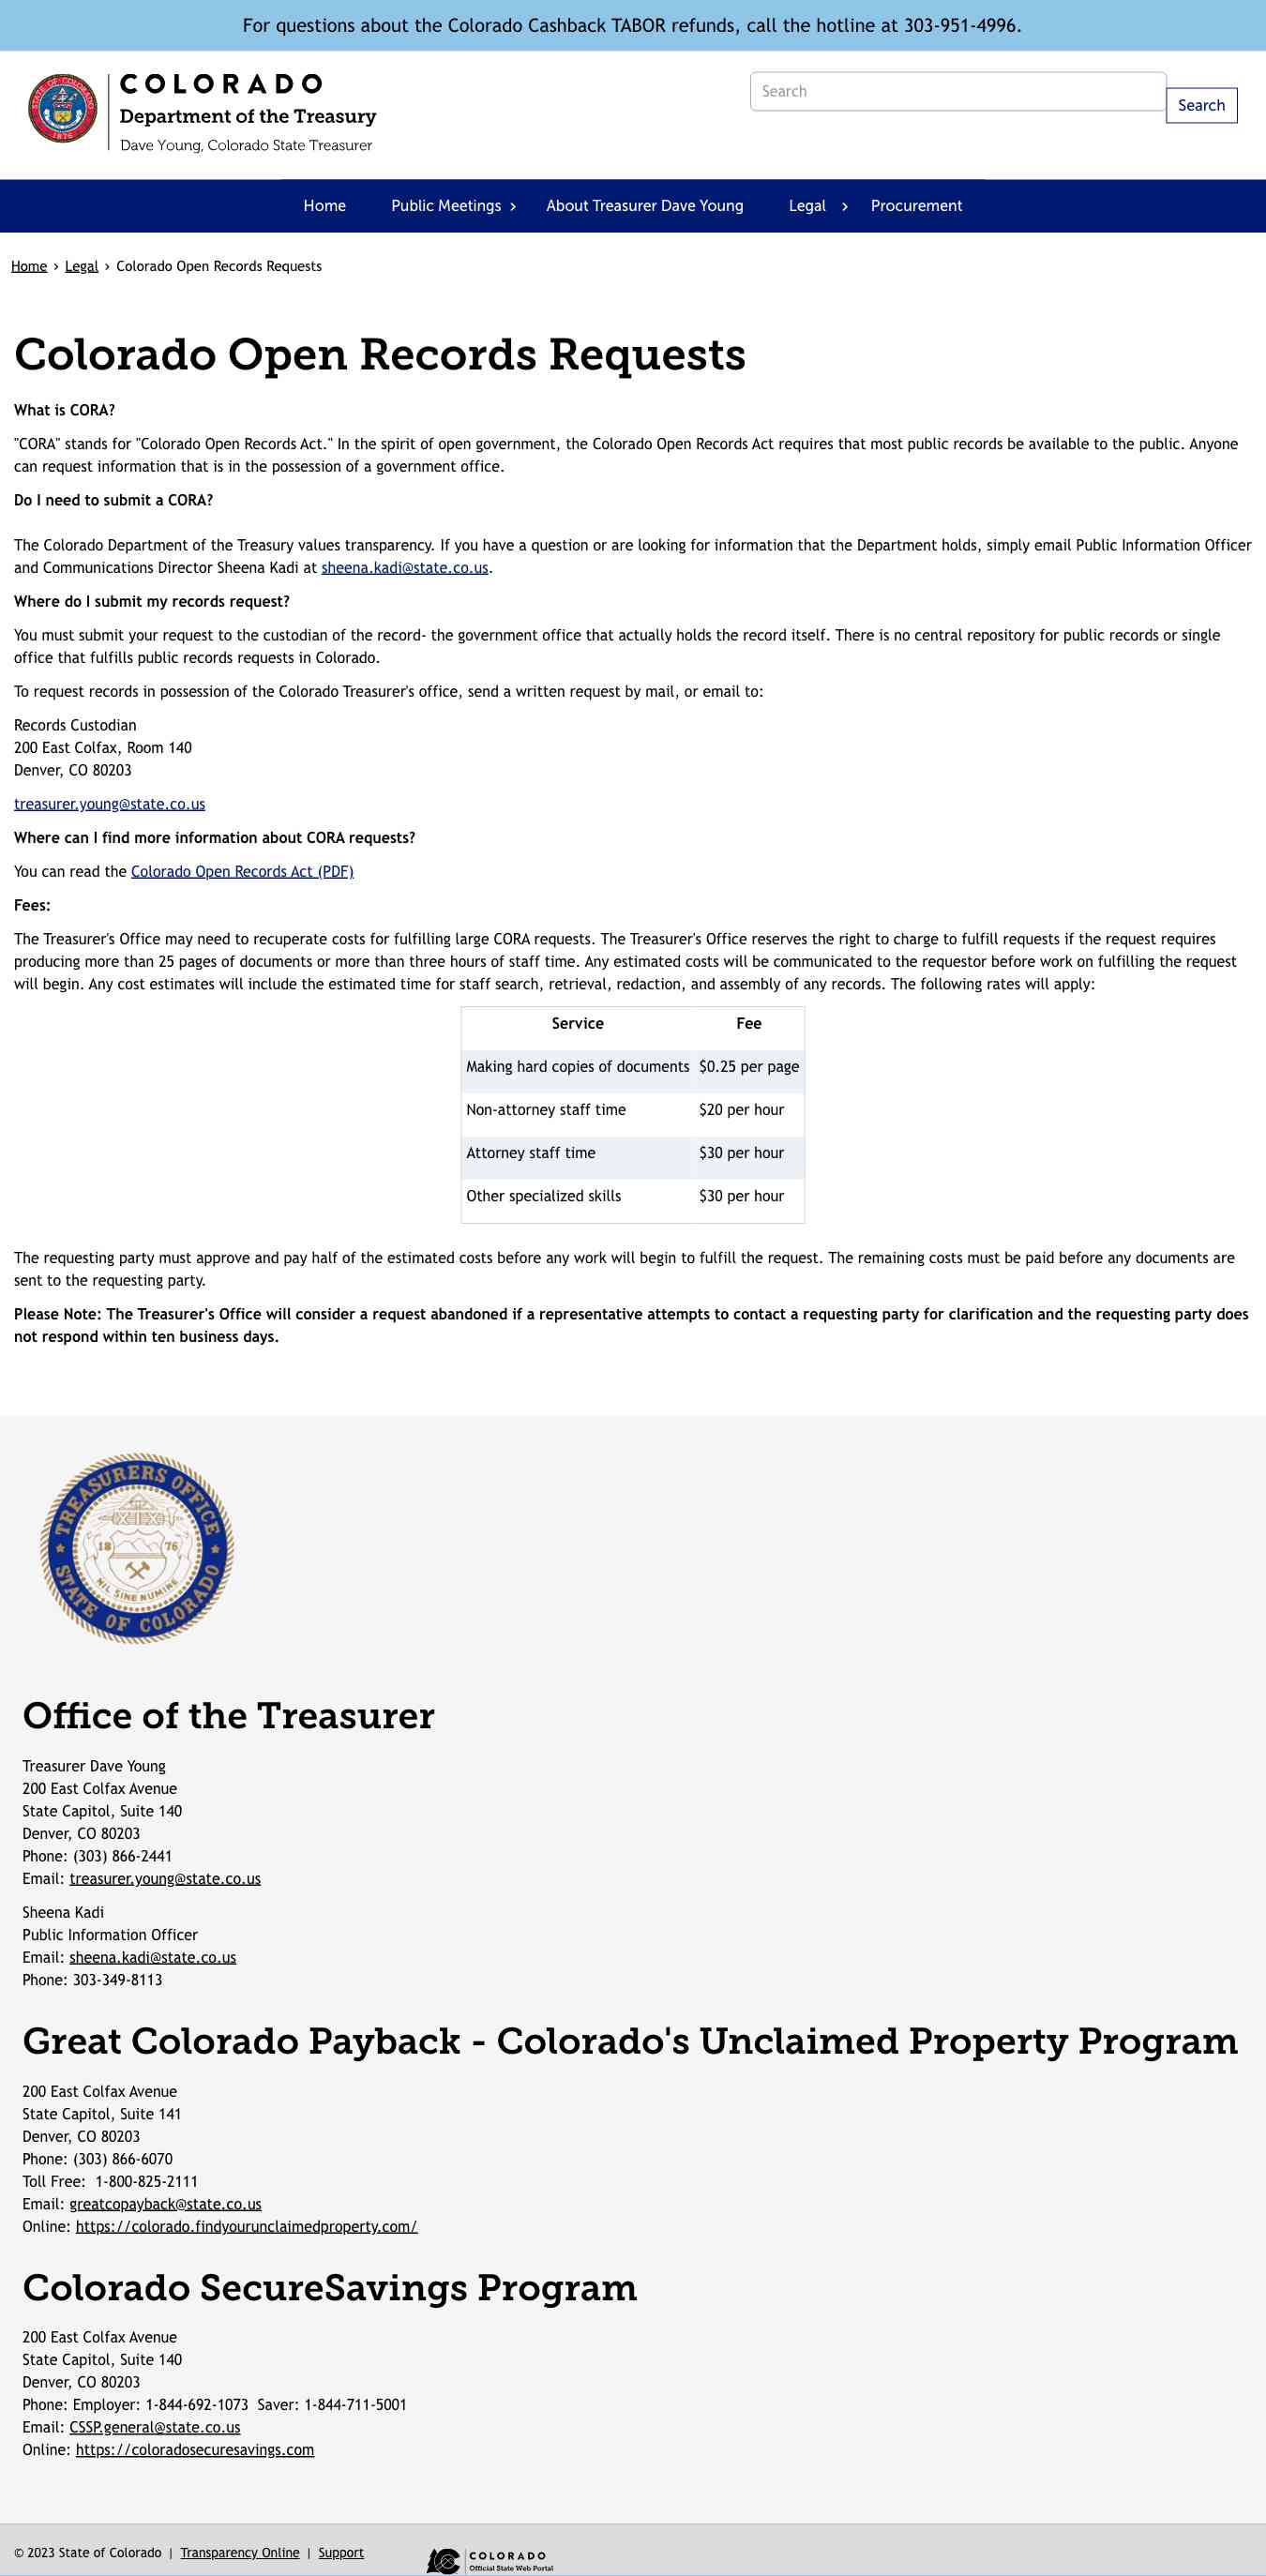 For questions about the Colorado Cashback TABOR refunds, call the hotline at 303-951-4996.
STATE OF COLORADO
1876
COLORADO
Department of the Treasury
Dave Young, Colorado State Treasurer
Search
Search
Home
Public Meetings ›
About Treasurer Dave Young
Legal ›
Procurement
Home › Legal › Colorado Open Records Requests
Colorado Open Records Requests
What is CORA?
"CORA" stands for "Colorado Open Records Act." In the spirit of open government, the Colorado Open Records Act requires that most public records be available to the public. Anyone
can request information that is in the possession of a government office.
Do I need to submit a CORA?
The Colorado Department of the Treasury values transparency. If you have a question or are looking for information that the Department holds, simply email Public Information Officer
and Communications Director Sheena Kadi at sheena.kadi@state.co.us.
Where do I submit my records request?
You must submit your request to the custodian of the record- the government office that actually holds the record itself. There is no central repository for public records or single
office that fulfills public records requests in Colorado.
To request records in possession of the Colorado Treasurer's office, send a written request by mail, or email to:
Records Custodian
200 East Colfax, Room 140
Denver, CO 80203
treasurer.young@state.co.us
Where can I find more information about CORA requests?
You can read the Colorado Open Records Act (PDF)
Fees:
The Treasurer's Office may need to recuperate costs for fulfilling large CORA requests. The Treasurer's Office reserves the right to charge to fulfill requests if the request requires
producing more than 25 pages of documents or more than three hours of staff time. Any estimated costs will be communicated to the requestor before work on fulfilling the request
will begin. Any cost estimates will include the estimated time for staff search, retrieval, redaction, and assembly of any records. The following rates will apply:
Service Fee
Making hard copies of documents $0.25 per page
Non-attorney staff time $20 per hour
Attorney staff time $30 per hour
Other specialized skills $30 per hour
The requesting party must approve and pay half of the estimated costs before any work will begin to fulfill the request. The remaining costs must be paid before any documents are
sent to the requesting party.
Please Note: The Treasurer's Office will consider a request abandoned if a representative attempts to contact a requesting party for clarification and the requesting party does
not respond within ten business days.
TREASURERS OFFICE
18 76
NIL SINE NUMINE
STATE OF COLORADO
Office of the Treasurer
Treasurer Dave Young
200 East Colfax Avenue
State Capitol, Suite 140
Denver, CO 80203
Phone: (303) 866-2441
Email: treasurer.young@state.co.us
Sheena Kadi
Public Information Officer
Email: sheena.kadi@state.co.us
Phone: 303-349-8113
Great Colorado Payback - Colorado's Unclaimed Property Program
200 East Colfax Avenue
State Capitol, Suite 141
Denver, CO 80203
Phone: (303) 866-6070
Toll Free: 1-800-825-2111
Email: greatcopayback@state.co.us
Online: https://colorado.findyourunclaimedproperty.com/
Colorado SecureSavings Program
200 East Colfax Avenue
State Capitol, Suite 140
Denver, CO 80203
Phone: Employer: 1-844-692-1073 Saver: 1-844-711-5001
Email: CSSP.general@state.co.us
Online: https://coloradosecuresavings.com
© 2023 State of Colorado | Transparency Online | Support
COLORADO
Official State Web Portal